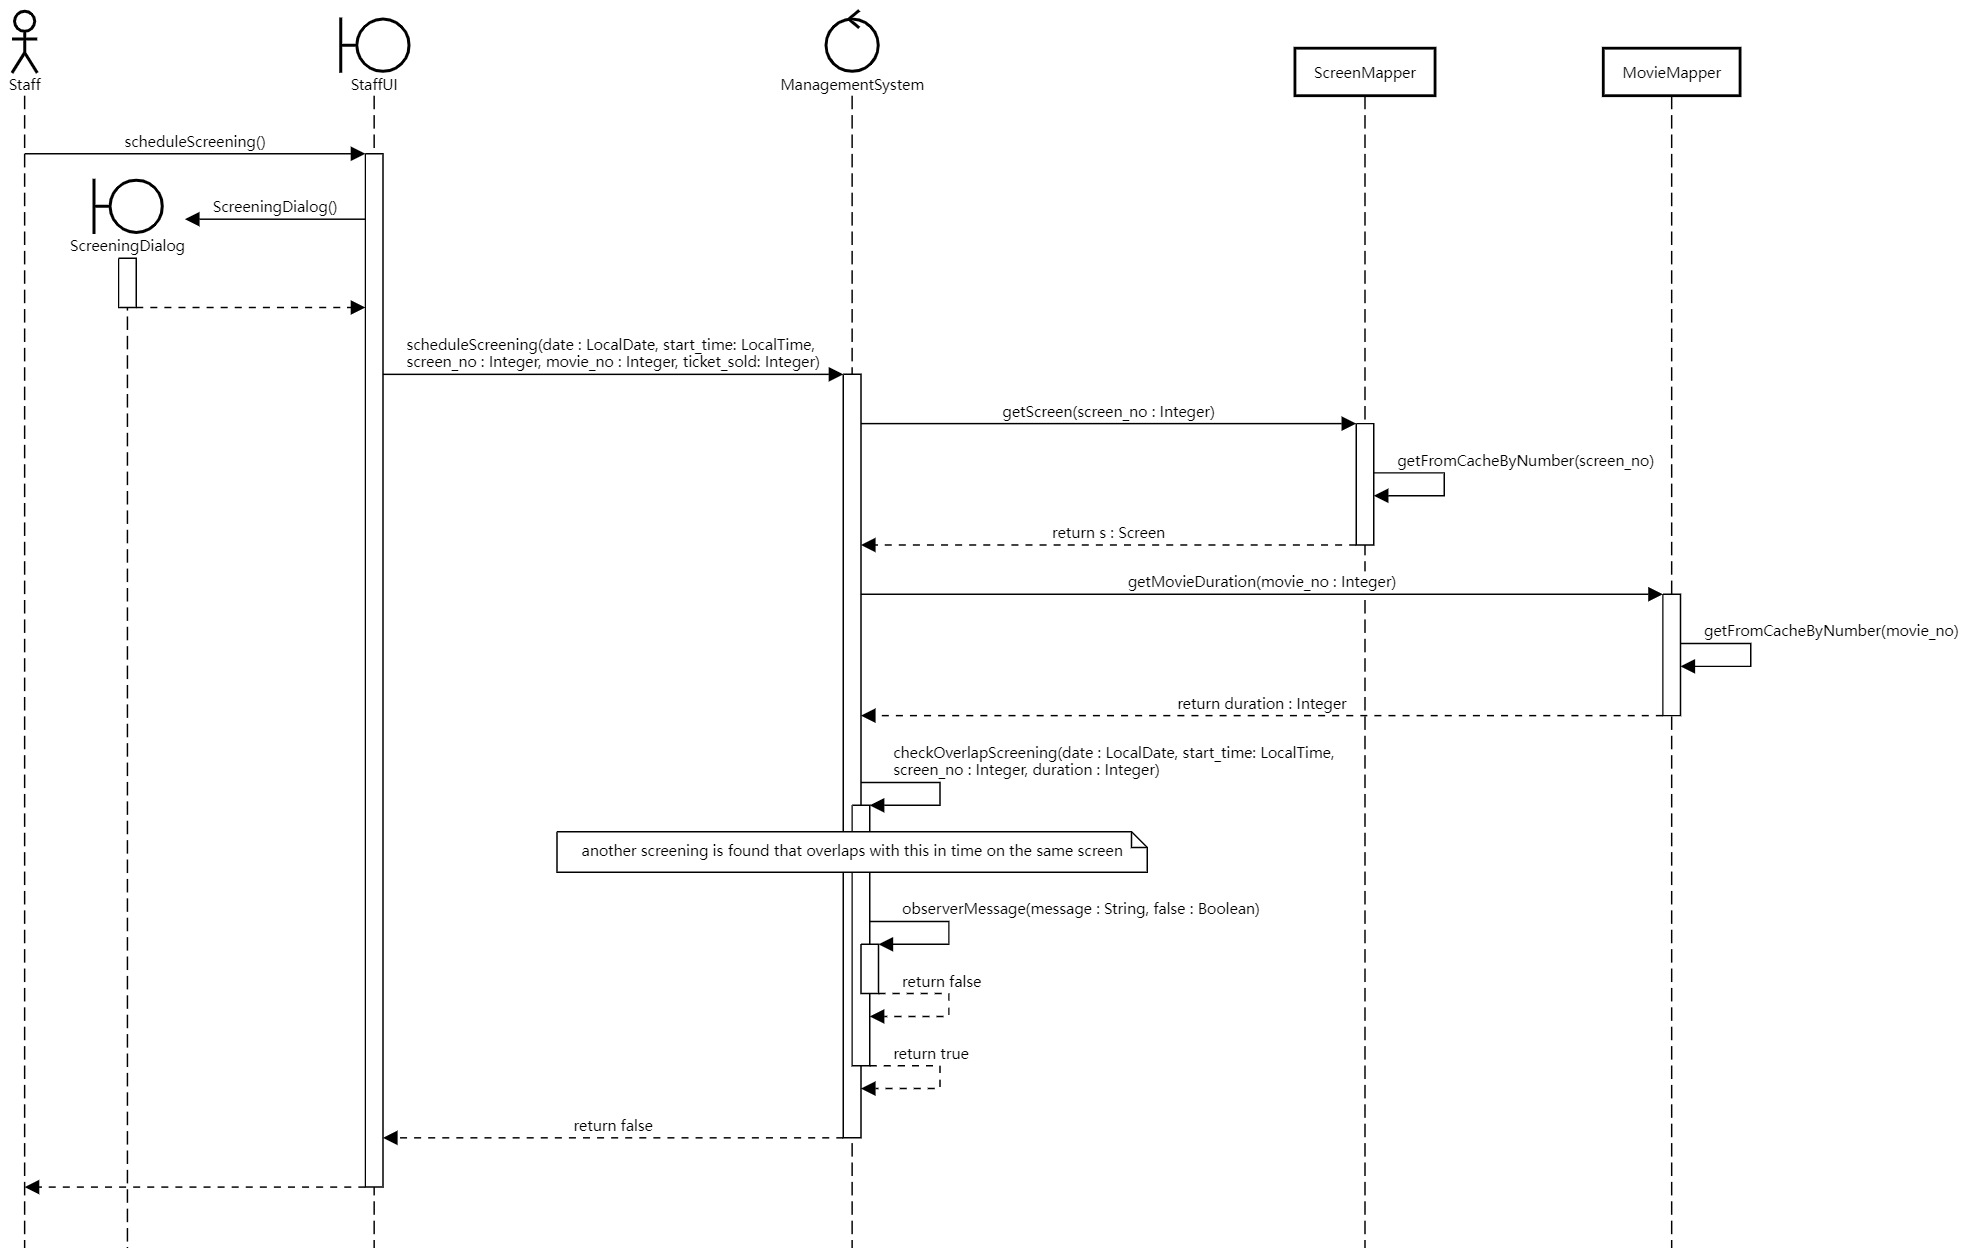 Staff
StaffUI
ManagementSystem
ScreenMapper
MovieMapper
scheduleScreening()
ScreeningDialog()
ScreeningDialog
scheduleScreening(date : LocalDate, start_time: LocalTime,
screen_no : Integer, movie_no : Integer, ticket_sold: Integer)
getScreen(screen_no : Integer)
getFromCacheByNumber(screen_no)
return s : Screen
getMovieDuration(movie_no : Integer)
getFromCacheByNumber(movie_no)
return duration : Integer
checkOverlapScreening(date : LocalDate, start_time: LocalTime,
screen_no : Integer, duration : Integer)
another screening is found that overlaps with this in time on the same screen
observerMessage(message : String, false : Boolean)
return false
return true
return false